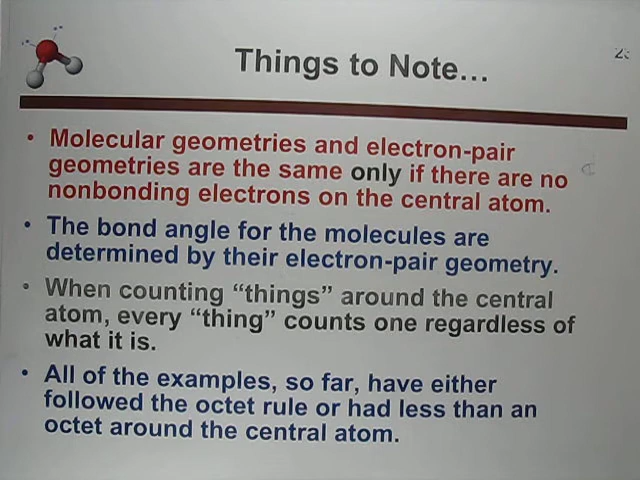 Things to Note…
• Molecular geometries and electron-pair
geometries are the same only if there are no
nonbonding electrons on the central atom.
• The bond angle for the molecules are
determined by their electron-pair geometry.
• When counting “things” around the central
atom, every “thing” counts one regardless of
what it is.
• All of the examples, so far, have either
followed the octet rule or had less than an
octet around the central atom.